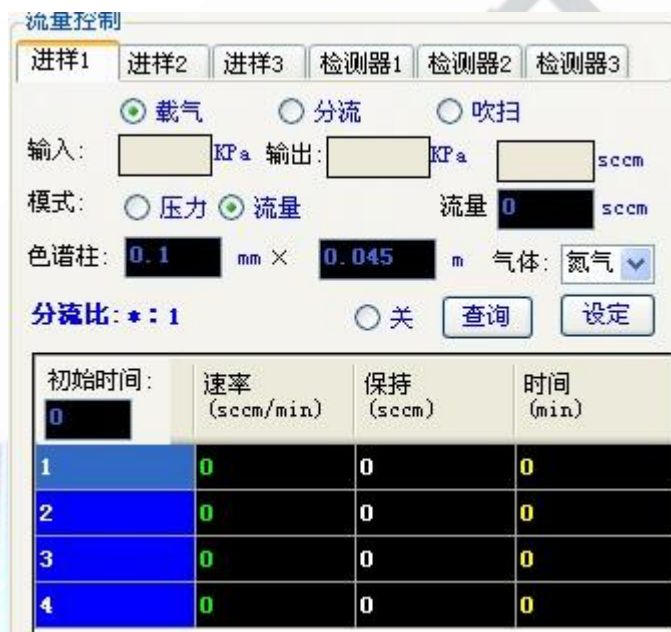 流量控制
进样1 进样2 进样3 检测器1 检测器2 检测器3
载气 分流 吹扫
输入: KPa 输出: KPa sccm
模式: 压力 流量 流量 0 sccm
色谱柱: 0.1 mm × 0.045 m 气体: 氮气
分流比: * : 1 关 查询 设定
初始时间: 速率 保持 时间
0 (sccm/min) (sccm) (min)
1 0 0 0
2 0 0 0
3 0 0 0
4 0 0 0